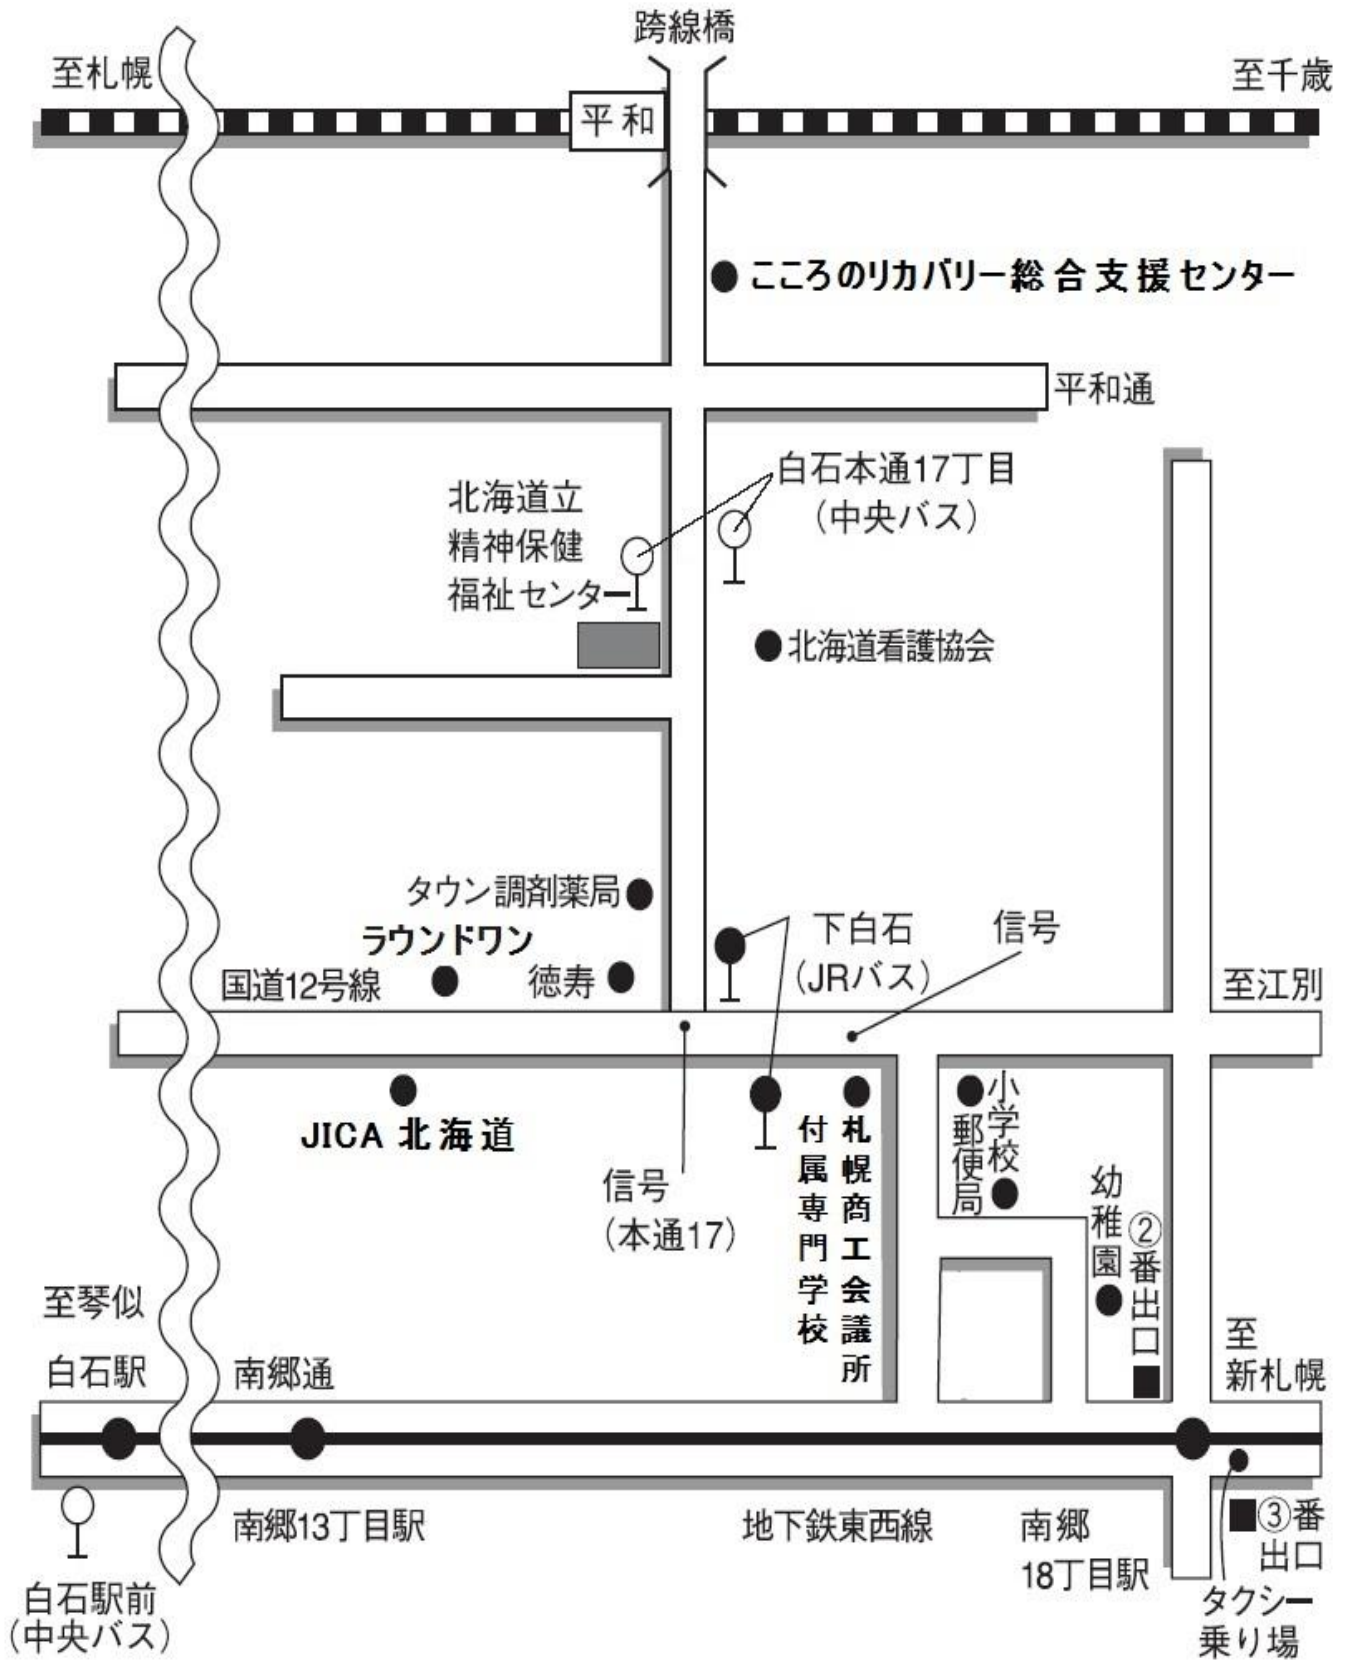 跨線橋
至札幌
至千歳
平和
こころのリカバリー総合支援センター
平和通
白石本通17丁目
（中央バス）
北海道立
精神保健
福祉センター
北海道看護協会
タウン調剤薬局
ラウンドワン
国道12号線
徳寿
下白石
（JRバス）
信号
至江別
JICA 北海道
信号
（本通17）
札幌商工会議所
付属専門学校
小学校
郵便局
幼稚園
②番出口
至琴似
白石駅
南郷通
至
新札幌
南郷13丁目駅
地下鉄東西線
南郷
18丁目駅
③番
出口
白石駅前
（中央バス）
タクシー
乗り場